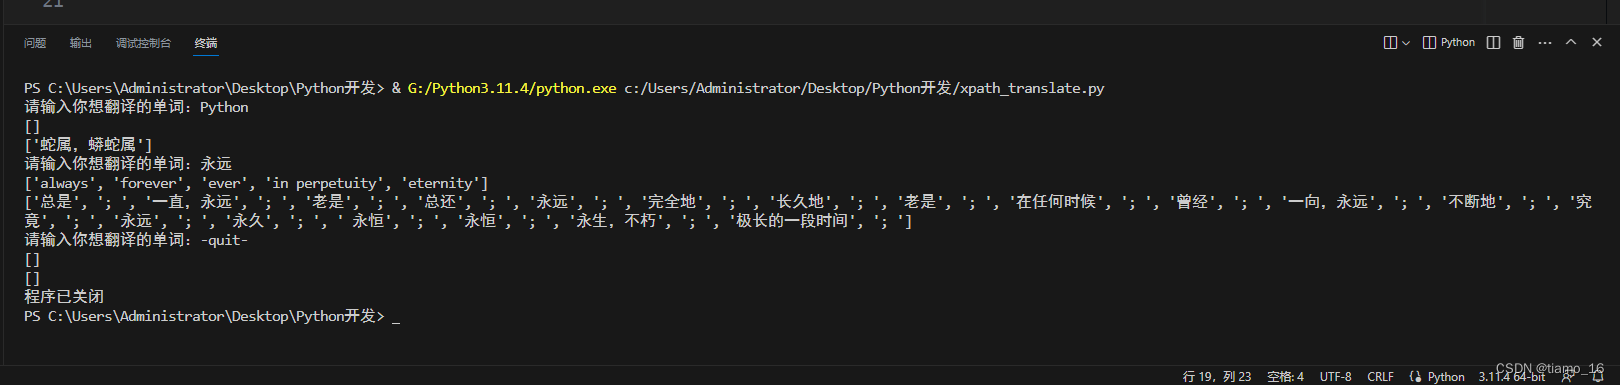 21
问题 输出 调试控制台 终端 Python
PS C:\Users\Administrator\Desktop\Python开发> & G:/Python3.11.4/python.exe c:/Users/Administrator/Desktop/Python开发/xpath_translate.py
请输入你想翻译的单词：Python
[]
['蛇属，蟒蛇属']
请输入你想翻译的单词：永远
['always', 'forever', 'ever', 'in perpetuity', 'eternity']
['总是', '; ', '一直，永远', '; ', '老是', '; ', '总还', '; ', '永远', '; ', '完全地', '; ', '长久地', '; ', '老是', '; ', '在任何时候', '; ', '曾经', '; ', '一向，永远', '; ', '不断地', '; ', '究
竟', '; ', '永远', '; ', '永久', '; ', ' 永恒', '; ', '永恒', '; ', '永生，不朽', '; ', '极长的一段时间', '; ']
请输入你想翻译的单词：-quit-
[]
[]
程序已关闭
PS C:\Users\Administrator\Desktop\Python开发> _
行 19，列 23 空格: 4 UTF-8 CRLF Python 3.11.4 64-bit
CSDN @tiamo_16